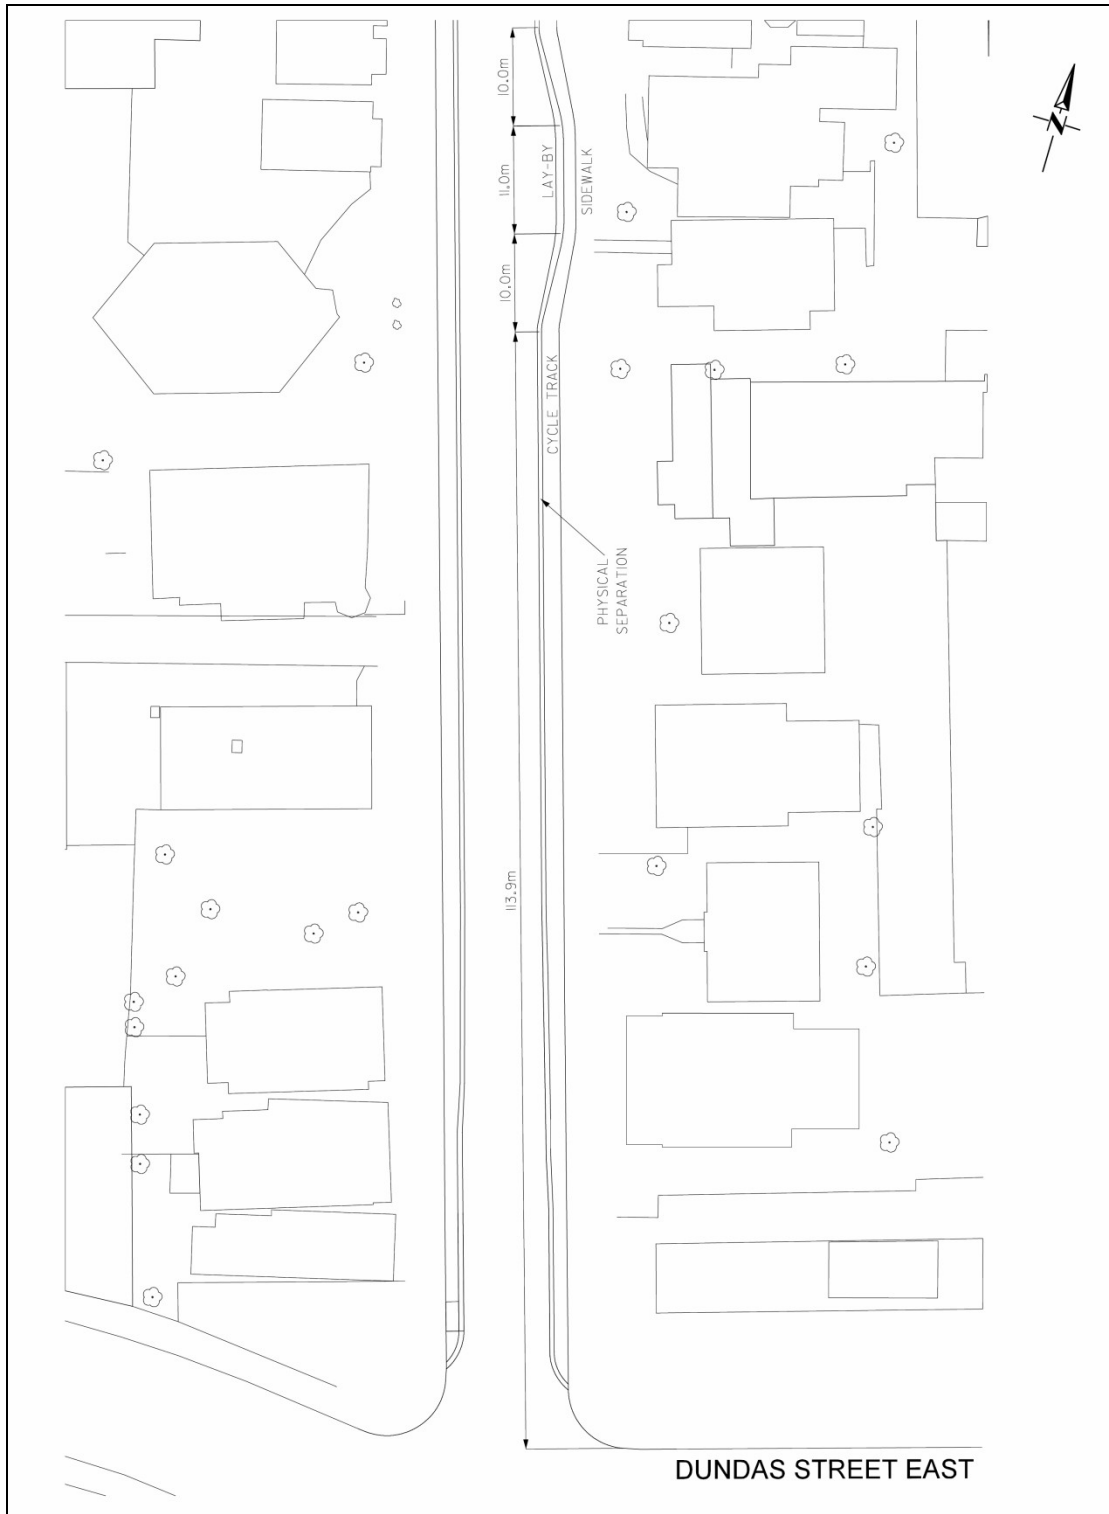 10.0m
11.0m
LAY-BY
SIDEWALK
N
10.0m
CYCLE TRACK
PHYSICAL
SEPARATION
113.9m
DUNDAS STREET EAST